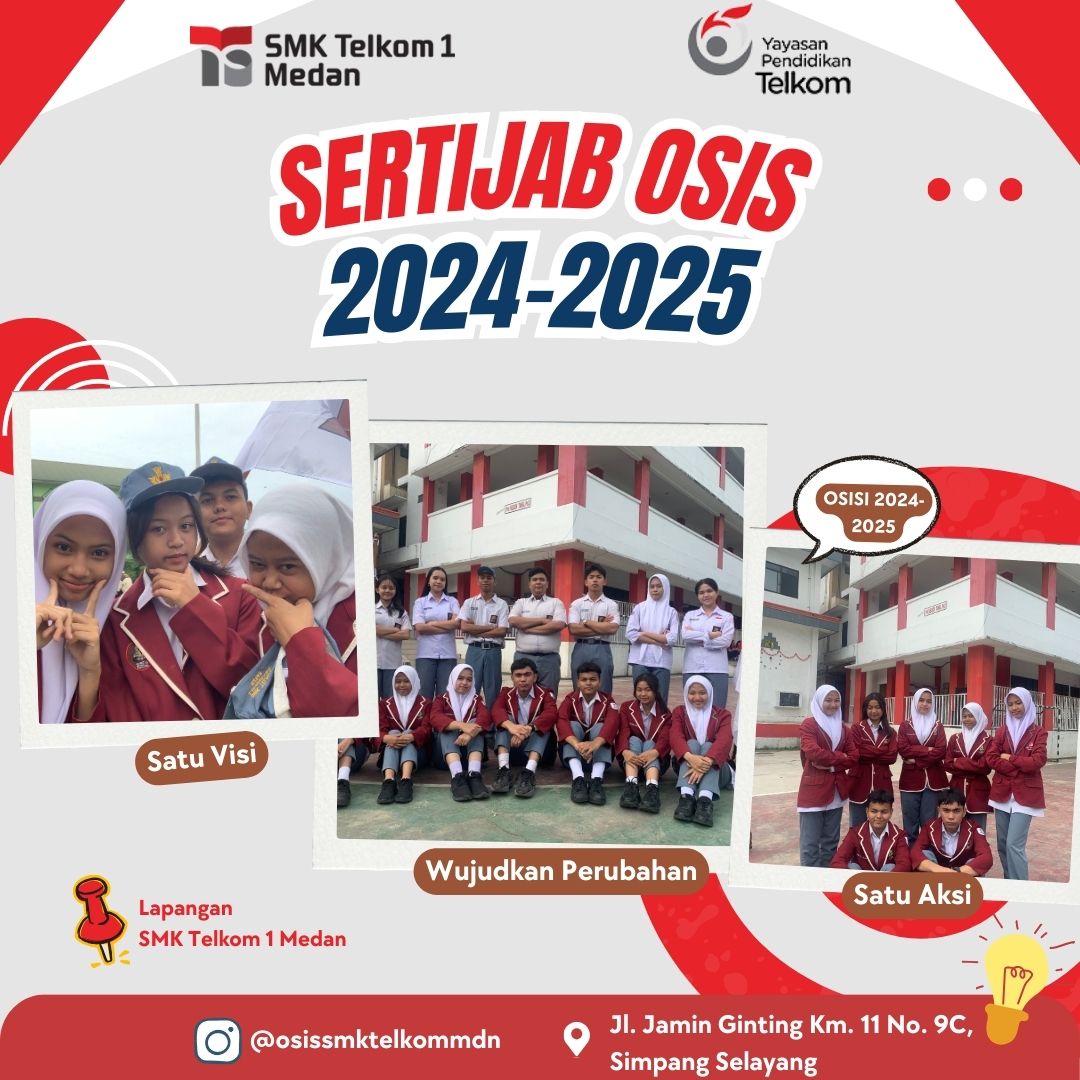 SMK Telkom 1
Medan
Yayasan
Pendidikan
Telkom
SERTIJAB OSIS
2024-2025
OSISI 2024-
2025
Satu Visi
Wujudkan Perubahan
Satu Aksi
Lapangan
SMK Telkom 1 Medan
@osissmktelkommdn
Jl. Jamin Ginting Km. 11 No. 9C,
Simpang Selayang